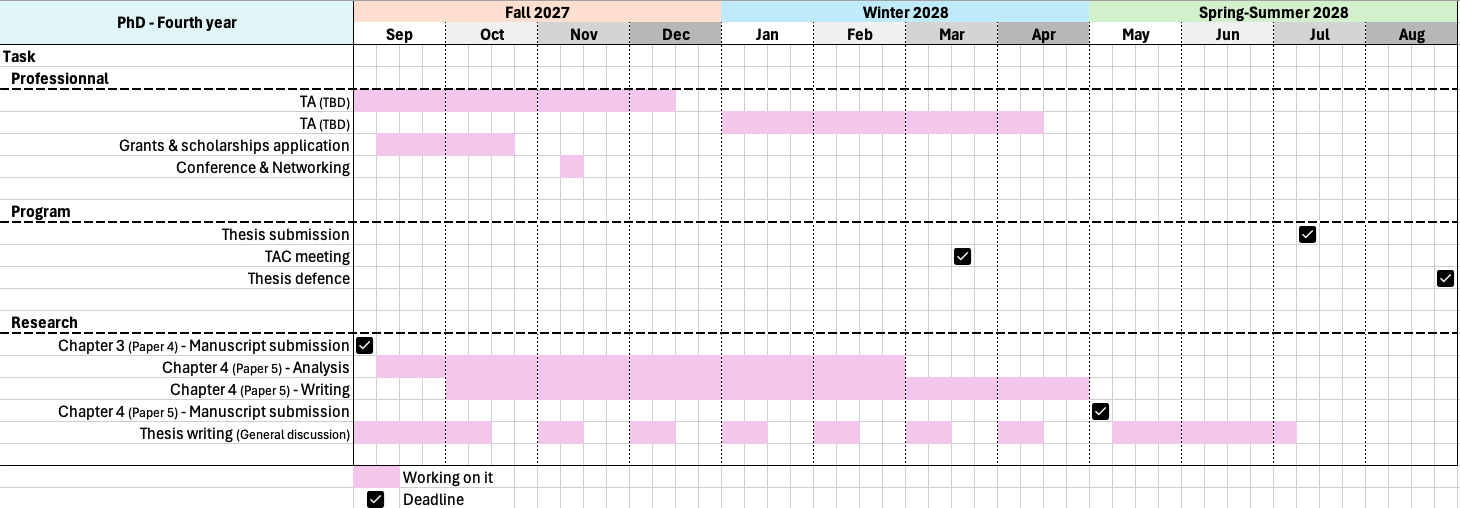 PhD - Fourth year
Fall 2027 Winter 2028 Spring-Summer 2028
Sep Oct Nov Dec Jan Feb Mar Apr May Jun Jul Aug
Task
Professionnal
TA (TBD)
TA (TBD)
Grants & scholarships application
Conference & Networking
Program
Thesis submission
TAC meeting
Thesis defence
Research
Chapter 3 (Paper 4) - Manuscript submission
Chapter 4 (Paper 5) - Analysis
Chapter 4 (Paper 5) - Writing
Chapter 4 (Paper 5) - Manuscript submission
Thesis writing (General discussion)
Working on it
Deadline